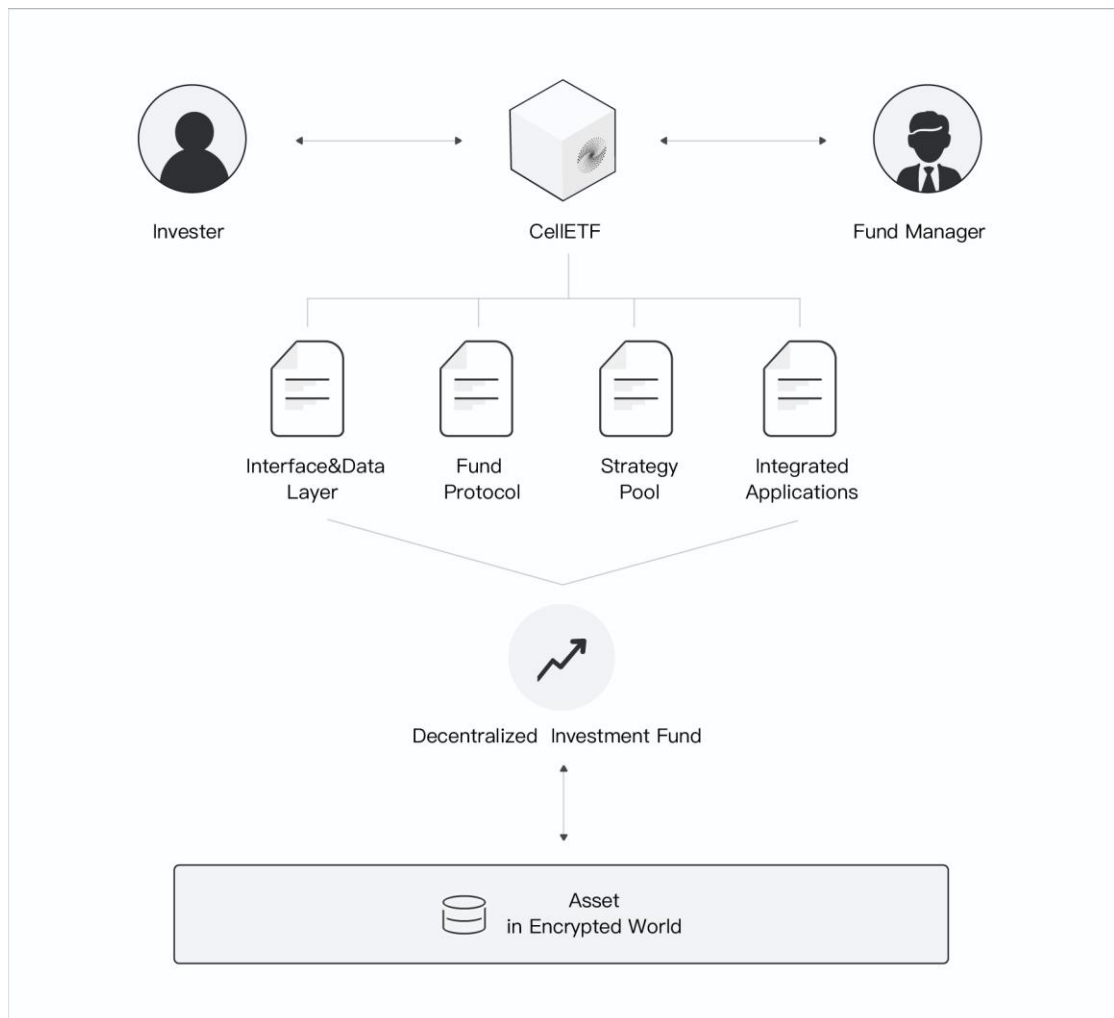 Invester
CellETF
Fund Manager
Interface&Data
Layer
Fund
Protocol
Strategy
Pool
Integrated
Applications
Decentralized Investment Fund
Asset
in Encrypted World